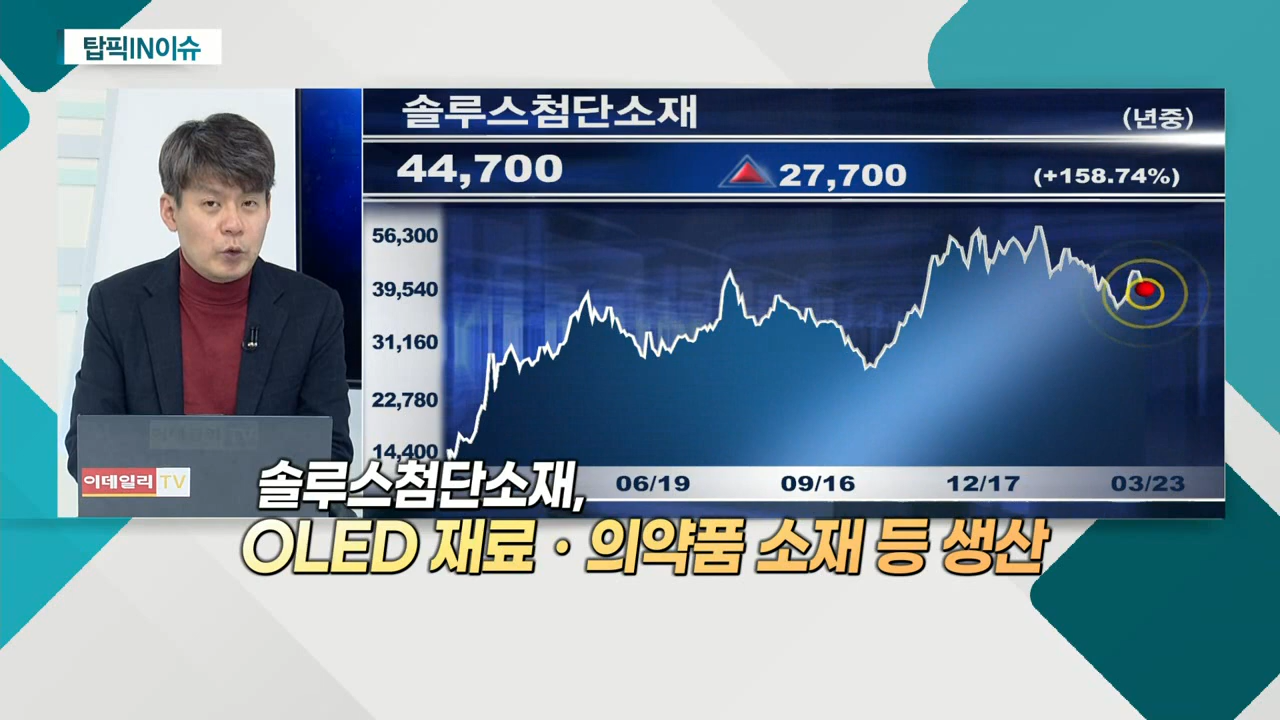 탑픽IN이슈
솔루스첨단소재
(년중)
44,700
27,700
(+158.74%)
56,300
39,540
31,160
22,780
14,400
06/19
09/16
12/17
03/23
이데일리 TV
솔루스첨단소재,
OLED 재료·의약품 소재 등 생산